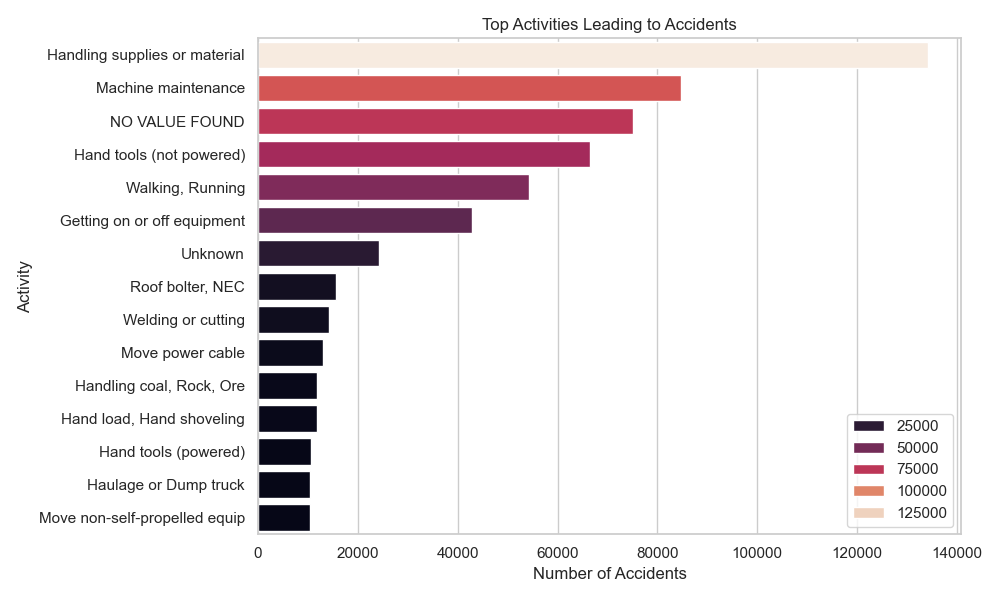 Top Activities Leading to Accidents
Handling supplies or material
Machine maintenance
NO VALUE FOUND
Hand tools (not powered)
Walking, Running
Getting on or off equipment
Unknown
Roof bolter, NEC
Welding or cutting
Move power cable
Handling coal, Rock, Ore
Hand load, Hand shoveling
Hand tools (powered)
Haulage or Dump truck
Move non-self-propelled equip
Activity
25000
50000
75000
100000
125000
0 20000 40000 60000 80000 100000 120000 140000
Number of Accidents